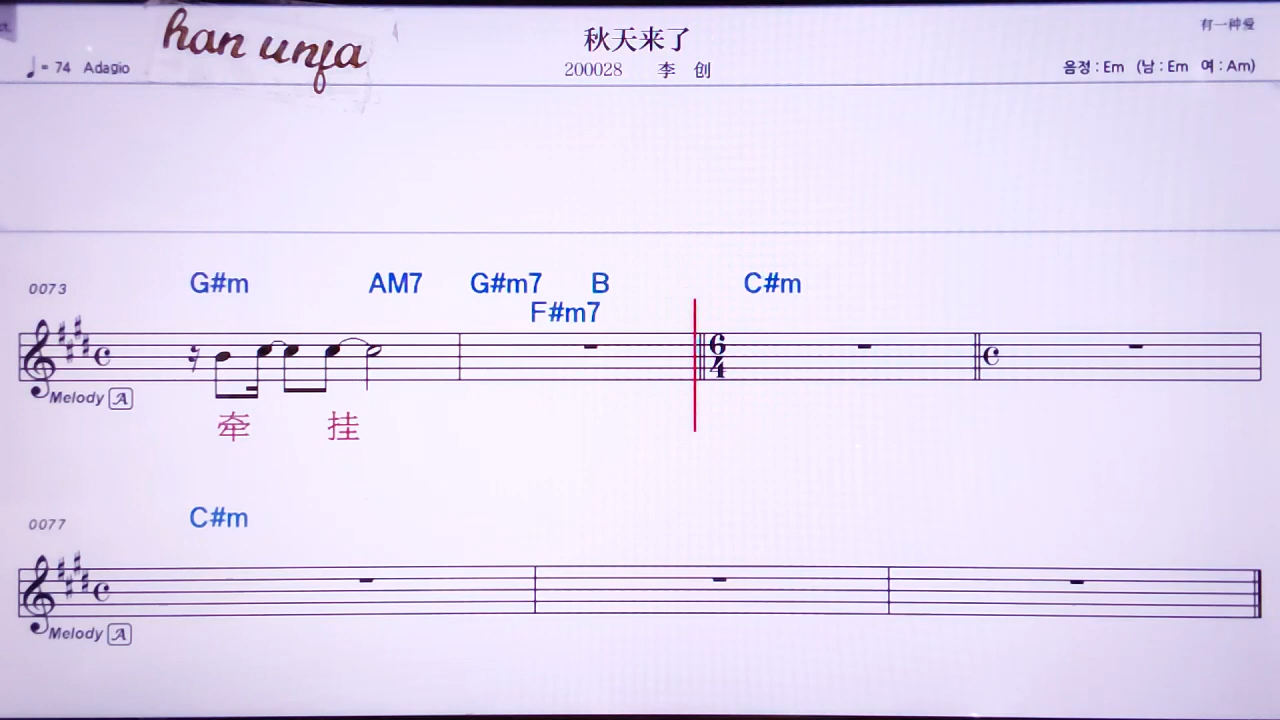 han unfa
秋天来了
有一种爱
♩= 74 Adagio
200028 李 创
음정 : Em (남 : Em 여 : Am)
0073
G#m AM7 G#m7 B C#m
F#m7
6
4
Melody A
牵 挂
0077
C#m
Melody A